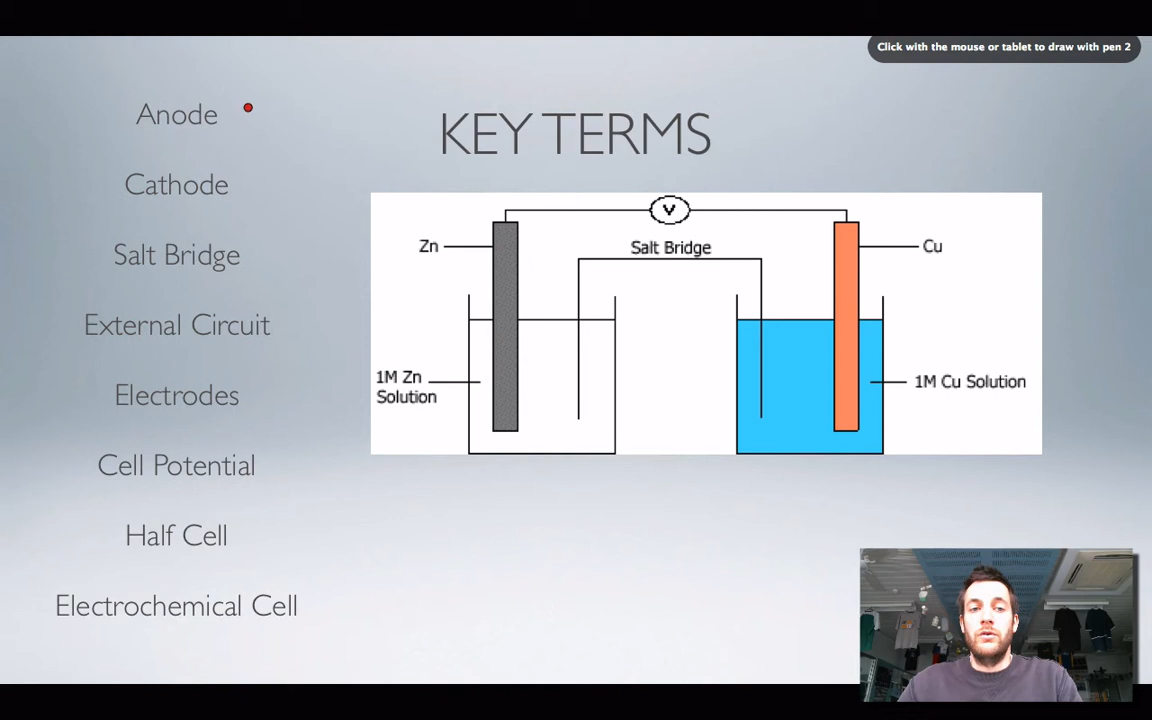 Click with the mouse or tablet to draw with pen 2
Anode
KEY TERMS
Cathode
V
Zn
Salt Bridge
Cu
Salt Bridge
External Circuit
1M Zn
Solution
1M Cu Solution
Electrodes
Cell Potential
Half Cell
Electrochemical Cell